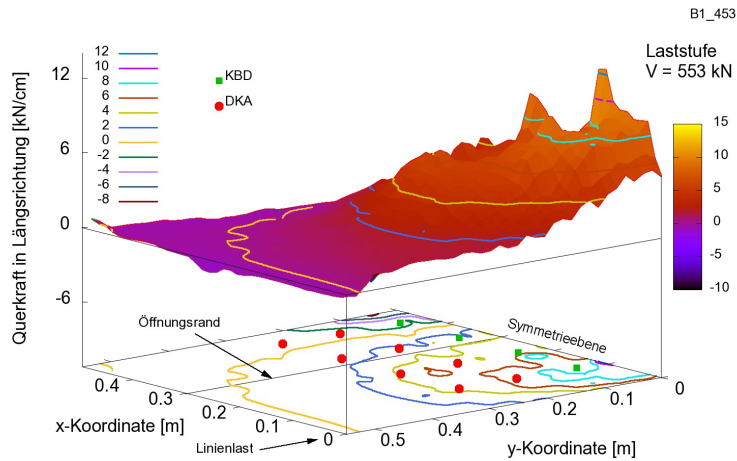 B1_453
Laststufe
V = 553 kN
Querkraft in Längsrichtung [kN/cm]
12
6
0
-6
12
10
8
6
4
2
0
-2
-4
-6
-8
KBD
DKA
15
10
5
0
-5
-10
Öffnungsrand
Symmetrieebene
0.4
0.3
0.2
0.1
0
x-Koordinate [m]
Linienlast
0.5
0.4
0.3
0.2
0.1
0
y-Koordinate [m]